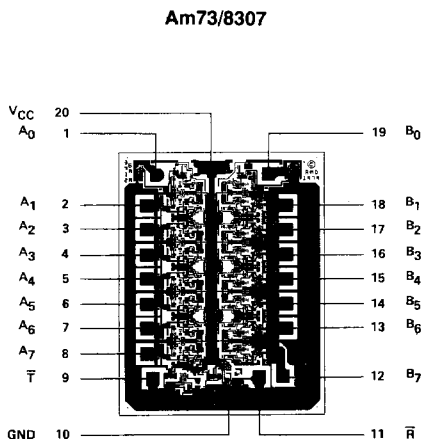 Am73/8307
VCC 20
A0 1
19 B0
A1 2
18 B1
A2 3
17 B2
A3 4
16 B3
A4 5
15 B4
A5 6
14 B5
A6 7
13 B6
A7 8
T̅ 9
12 B7
GND 10
11 R̅